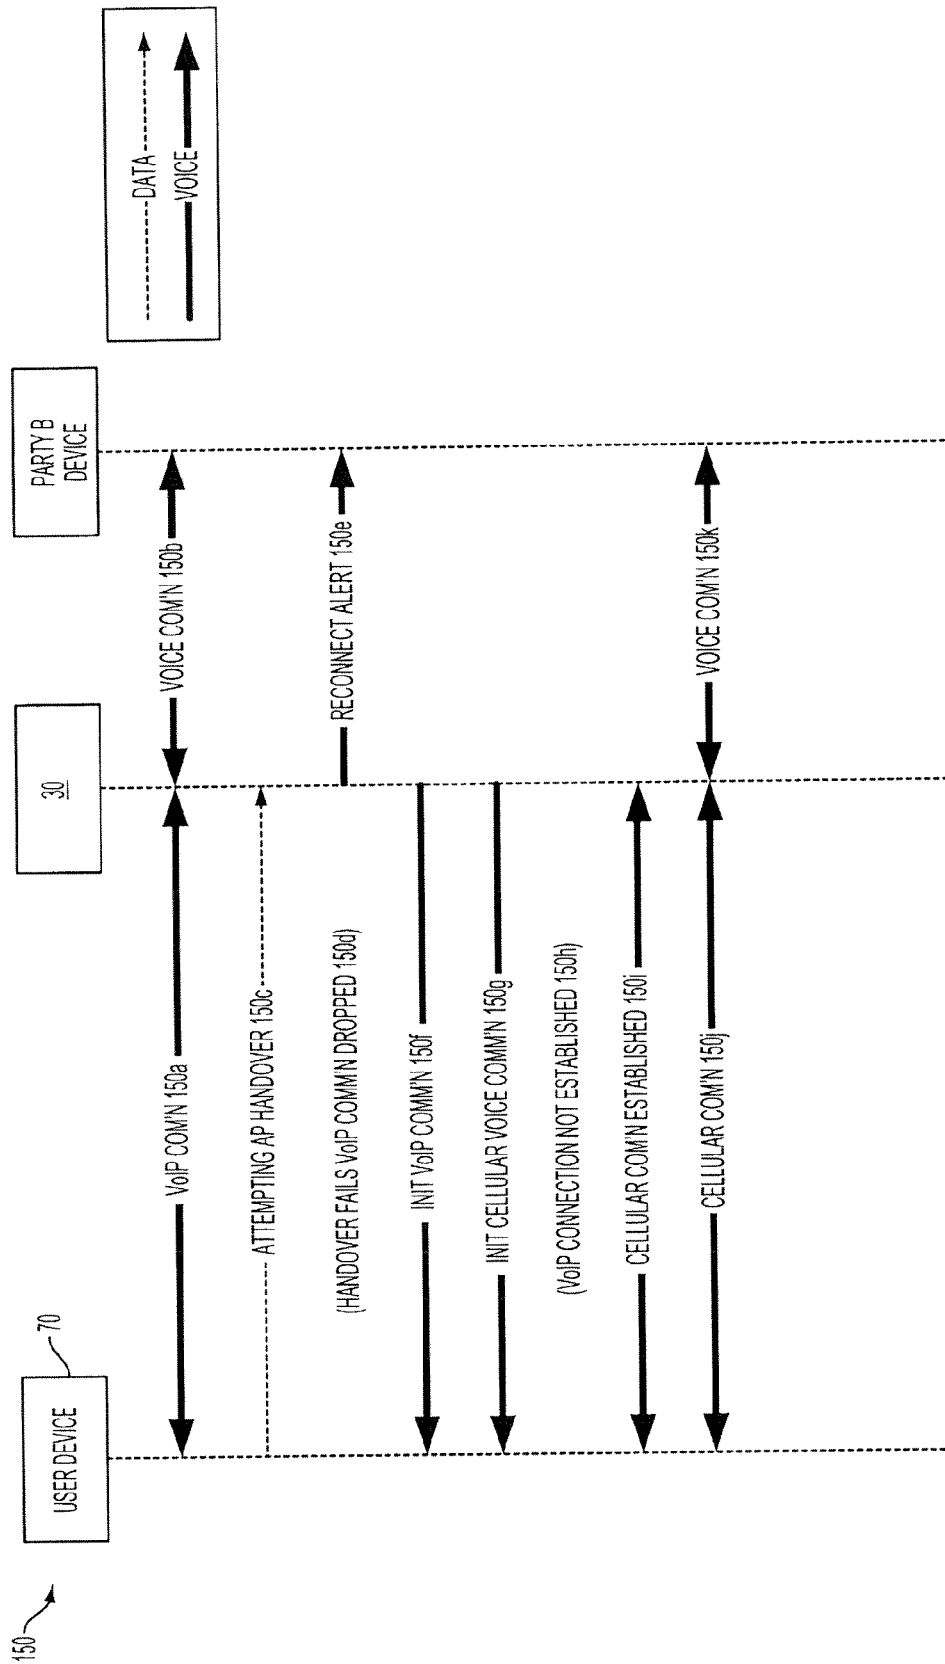 150
USER DEVICE
70
30
PARTY B
DEVICE
DATA
VOICE
VoIP COM'N 150a
VOICE COM'N 150b
ATTEMPTING AP HANDOVER 150c
(HANDOVER FAILS VoIP COMM'N DROPPED 150d)
RECONNECT ALERT 150e
INIT VoIP COMM'N 150f
INIT CELLULAR VOICE COMM'N 150g
(VoIP CONNECTION NOT ESTABLISHED 150h)
CELLULAR COM'N ESTABLISHED 150i
CELLULAR COM'N 150j
VOICE COM'N 150k